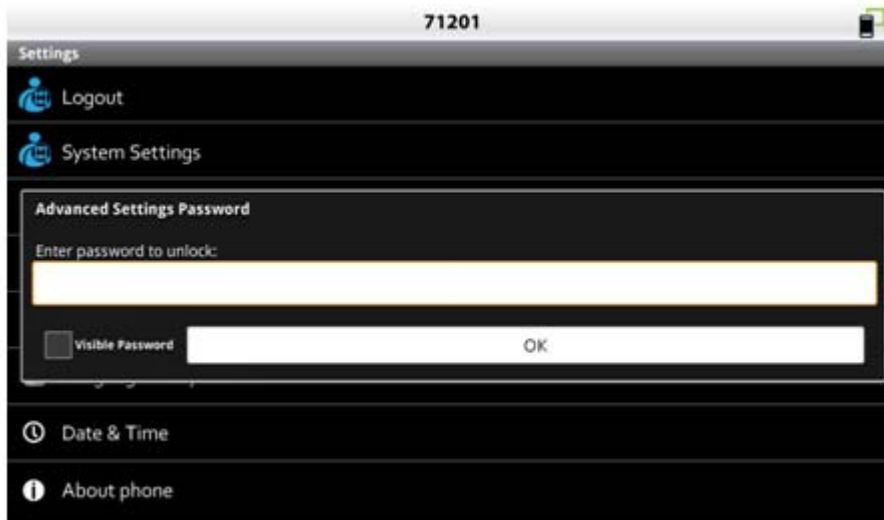 71201
Settings
Logout
System Settings
Advanced Settings Password
Enter password to unlock:
Visible Password
OK
Date & Time
About phone